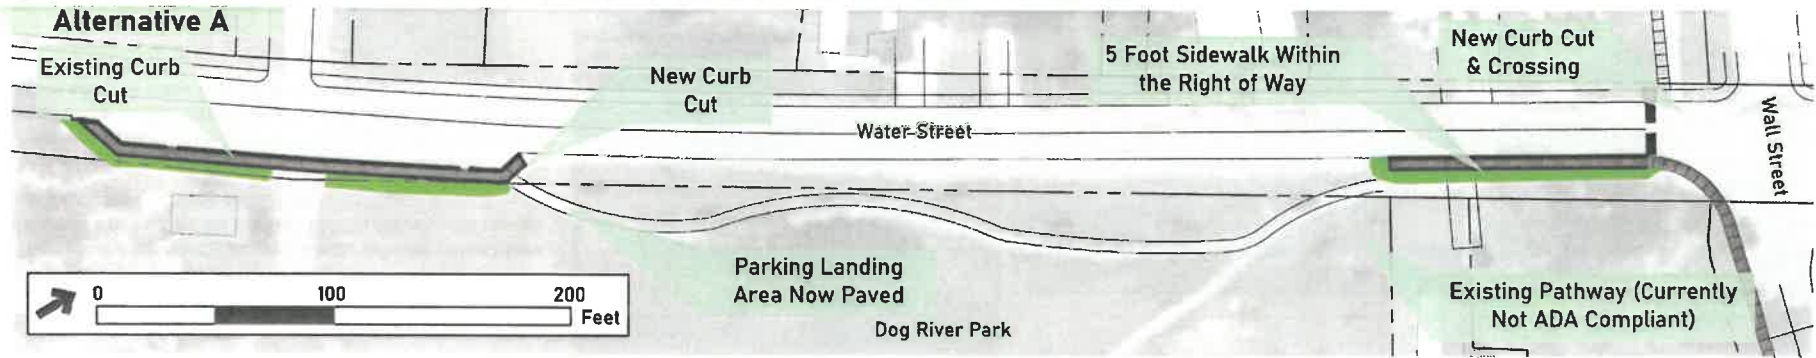 Alternative A
Existing Curb
Cut
New Curb
Cut
5 Foot Sidewalk Within
the Right of Way
New Curb Cut
& Crossing
Water Street
Wall Street
Parking Landing
Area Now Paved
Existing Pathway (Currently
Not ADA Compliant)
Dog River Park
0 100 200
Feet